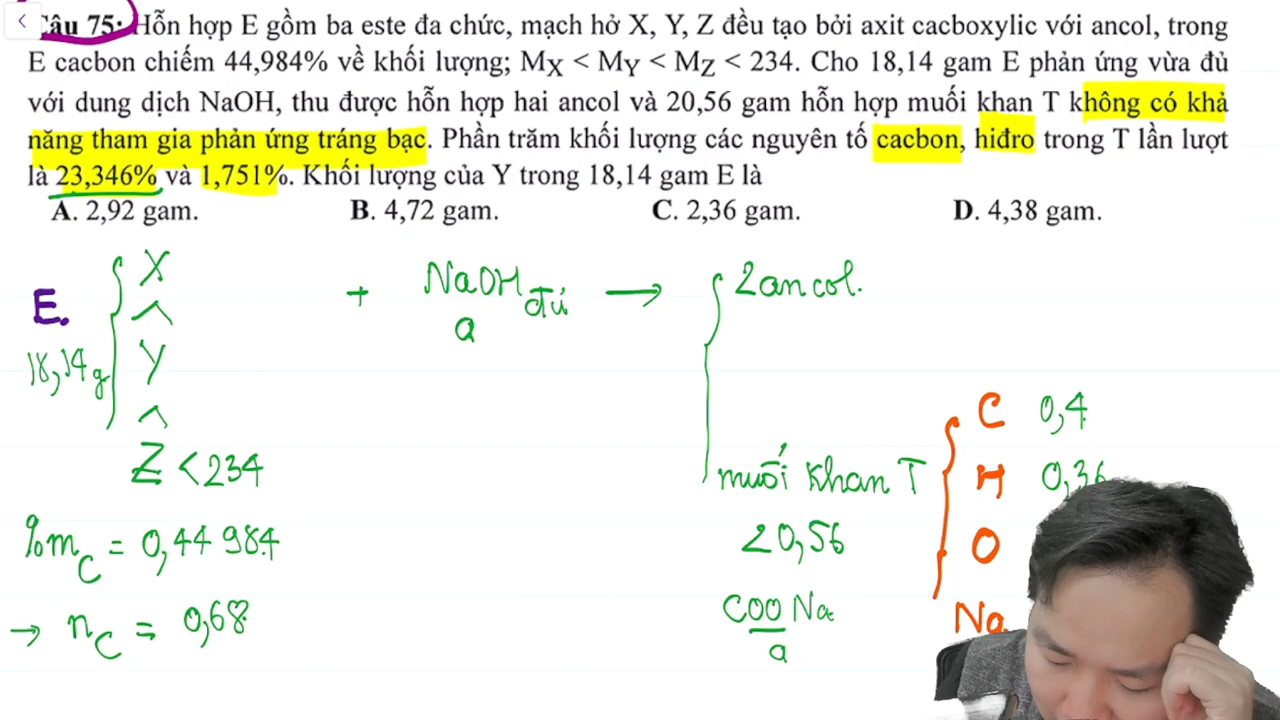 Câu 75: Hỗn hợp E gồm ba este đa chức, mạch hở X, Y, Z đều tạo bởi axit cacboxylic với ancol, trong
E cacbon chiếm 44,984% về khối lượng; MX < MY < MZ < 234. Cho 18,14 gam E phản ứng vừa đủ
với dung dịch NaOH, thu được hỗn hợp hai ancol và 20,56 gam hỗn hợp muối khan T không có khả
năng tham gia phản ứng tráng bạc. Phần trăm khối lượng các nguyên tố cacbon, hiđro trong T lần lượt
là 23,346% và 1,751%. Khối lượng của Y trong 18,14 gam E là
A. 2,92 gam. B. 4,72 gam. C. 2,36 gam. D. 4,38 gam.
X
E. + NaOH đủ → 2 ancol.
a
18,14g Y
Z < 234
C 0,4
muối khan T H 0,36
20,56 O
%mC = 0,44984
COONa Na
→ nC = 0,68
a